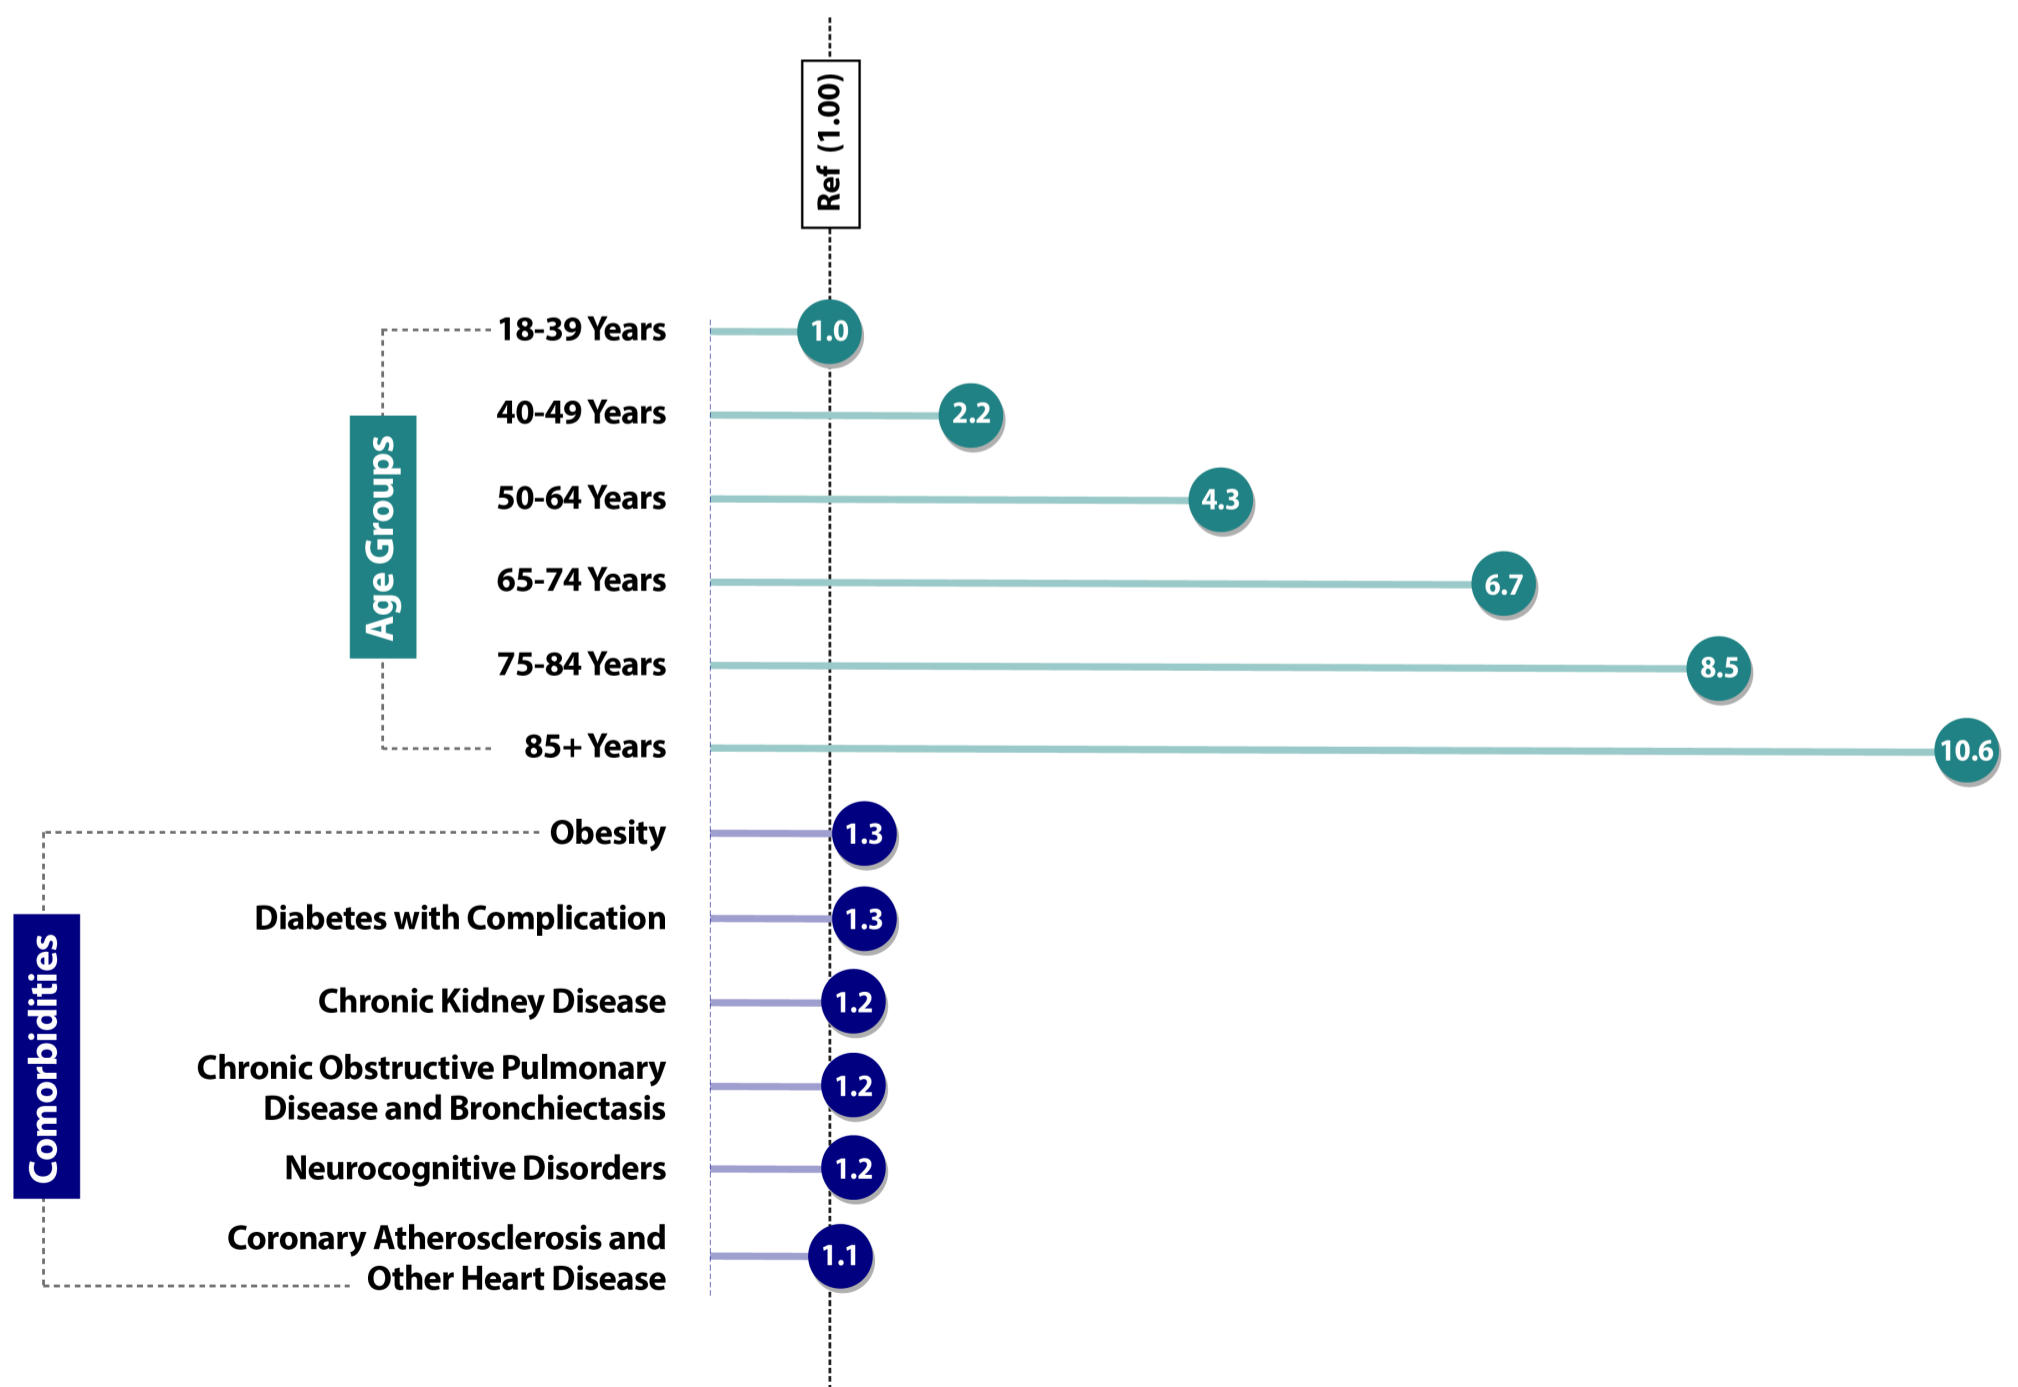 Ref (1.00)
Age Groups
18-39 Years
1.0
40-49 Years
2.2
50-64 Years
4.3
65-74 Years
6.7
75-84 Years
8.5
85+ Years
10.6
Comorbidities
Obesity
1.3
Diabetes with Complication
1.3
Chronic Kidney Disease
1.2
Chronic Obstructive Pulmonary
Disease and Bronchiectasis
1.2
Neurocognitive Disorders
1.2
Coronary Atherosclerosis and
Other Heart Disease
1.1